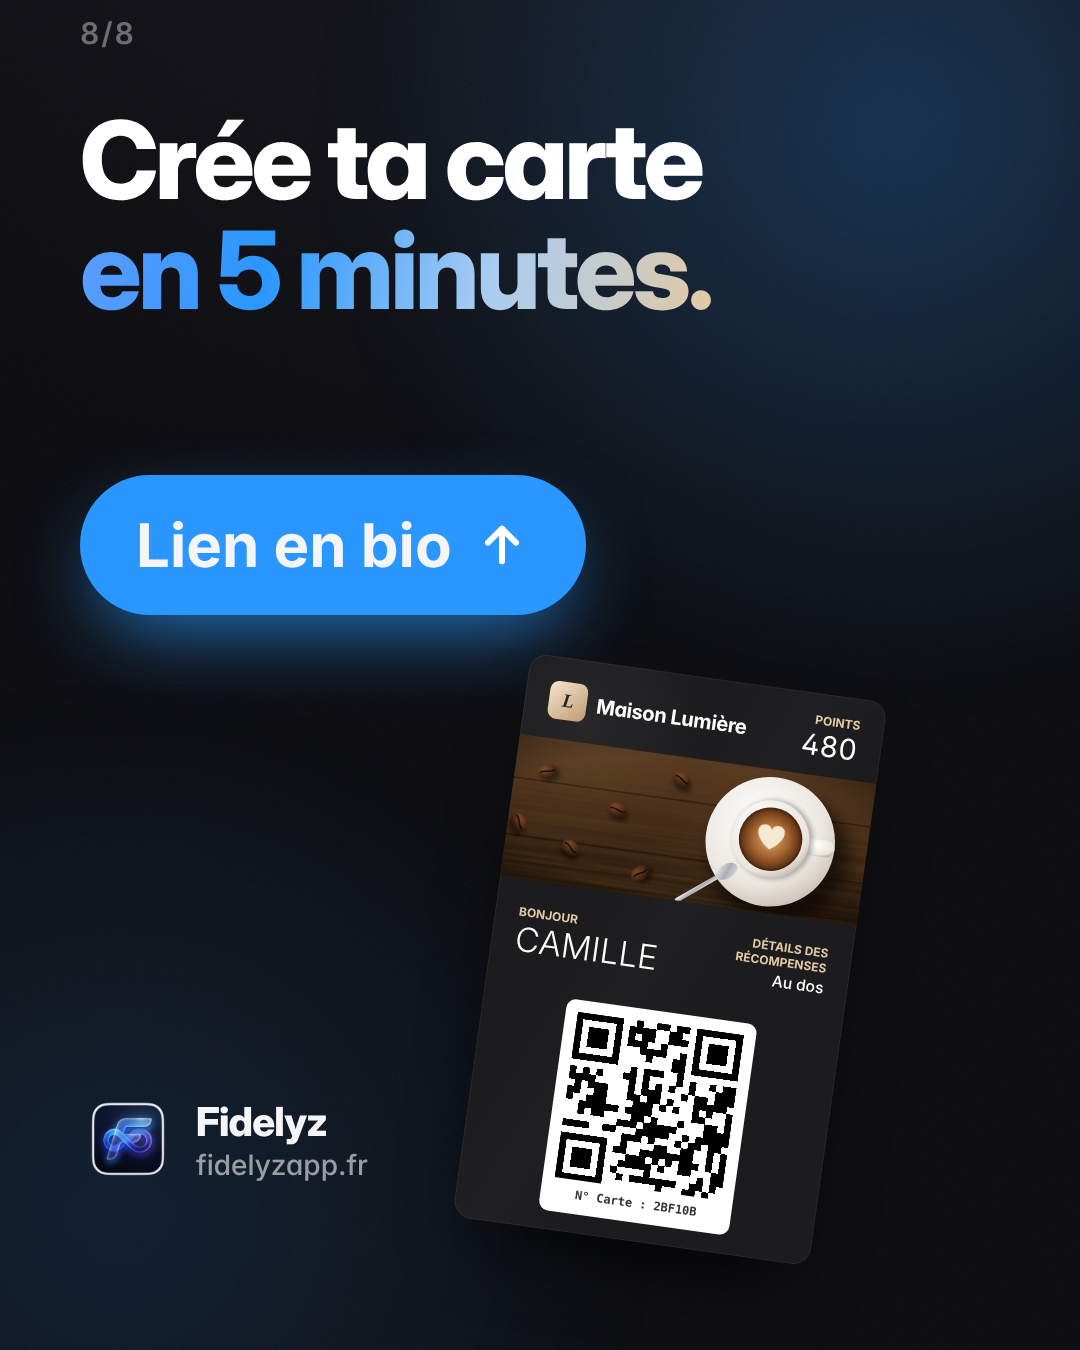 8/8
Crée ta carte
en 5 minutes.
Lien en bio ↑
L
Maison Lumière
POINTS
480
BONJOUR
CAMILLE
DÉTAILS DES
RÉCOMPENSES
Au dos
N° Carte : 2BF10B
Fidelyz
fidelyzapp.fr